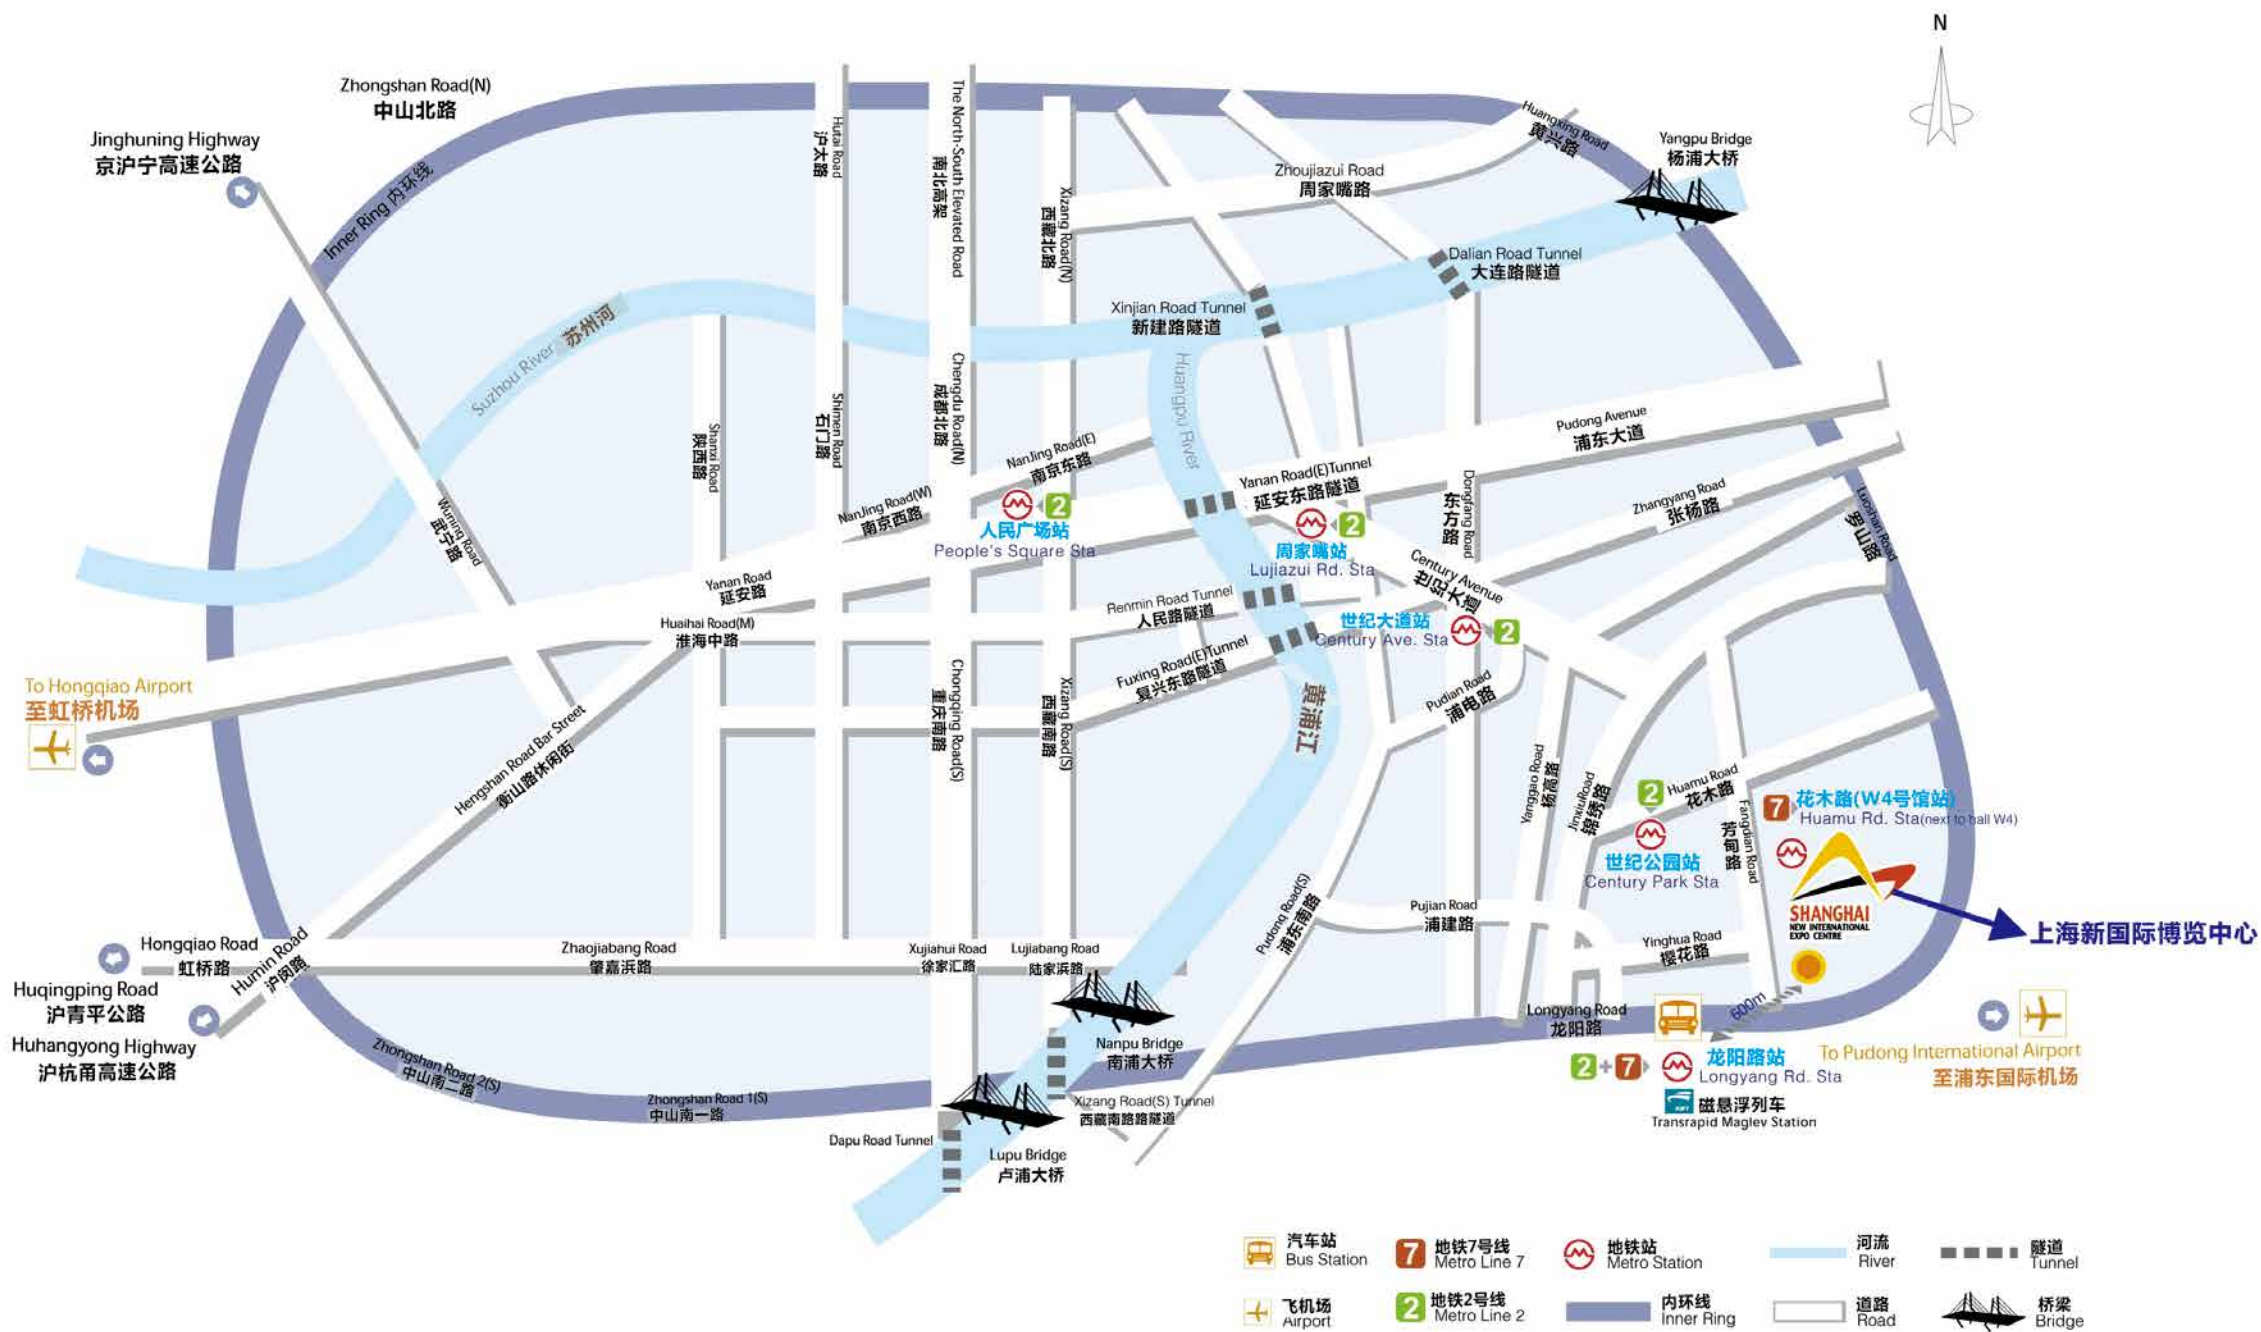 N
Zhongshan Road(N)
中山北路
Jinghuning Highway
京沪宁高速公路
Inner Ring 内环线
Hutai Road
沪太路
The North-South Elevated Road
南北高架
Xizang Road(N)
西藏北路
Zhoujiazui Road
周家嘴路
Huangxing Road
黄兴路
Yangpu Bridge
杨浦大桥
Dalian Road Tunnel
大连路隧道
Xinjian Road Tunnel
新建路隧道
Suzhou River 苏州河
Huangpu River
Shanxi Road
陕西路
Shimen Road
石门路
Chengdu Road(N)
成都北路
Wuning Road
武宁路
NanJing Road(E)
南京东路
NanJing Road(W)
南京西路
2
人民广场站
People's Square Sta
Yanan Road(E)Tunnel
延安东路隧道
2
周家嘴站
Lujiazui Rd. Sta
Pudong Avenue
浦东大道
Dongfang Road
东方路
Zhangyang Road
张杨路
Luoshan Road
罗山路
Century Avenue
世纪大道
Yanan Road
延安路
Huaihai Road(M)
淮海中路
Renmin Road Tunnel
人民路隧道
世纪大道站
Century Ave. Sta
2
Fuxing Road(E)Tunnel
复兴东路隧道
To Hongqiao Airport
至虹桥机场
Hengshan Road Bar Street
衡山路休闲街
Chongqing Road(S)
重庆南路
Xizang Road(S)
西藏南路
黄浦江
Pudian Road
浦电路
Yanggao Road
杨高路
JinxiuRoad
锦绣路
2
Huamu Road
花木路
世纪公园站
Century Park Sta
Fangdian Road
芳甸路
7
花木路(W4号馆站)
Huamu Rd. Sta(next to hall W4)
SHANGHAI
NEW INTERNATIONAL
EXPO CENTRE
上海新国际博览中心
Pudong Road(S)
浦东南路
Pujian Road
浦建路
Yinghua Road
樱花路
Hongqiao Road
虹桥路
Humin Road
沪闵路
Zhaojiabang Road
肇嘉浜路
Xujiahui Road
徐家汇路
Lujiabang Road
陆家浜路
Huqingping Road
沪青平公路
Huhangyong Highway
沪杭甬高速公路
Longyang Road
龙阳路
600m
Nanpu Bridge
南浦大桥
2+7
龙阳路站
Longyang Rd. Sta
磁悬浮列车
Transrapid Maglev Station
To Pudong International Airport
至浦东国际机场
Zhongshan Road 2(S)
中山南二路
Zhongshan Road 1(S)
中山南一路
Xizang Road(S) Tunnel
西藏南路路隧道
Dapu Road Tunnel
Lupu Bridge
卢浦大桥
汽车站
Bus Station
7
地铁7号线
Metro Line 7
地铁站
Metro Station
河流
River
隧道
Tunnel
飞机场
Airport
2
地铁2号线
Metro Line 2
内环线
Inner Ring
道路
Road
桥梁
Bridge